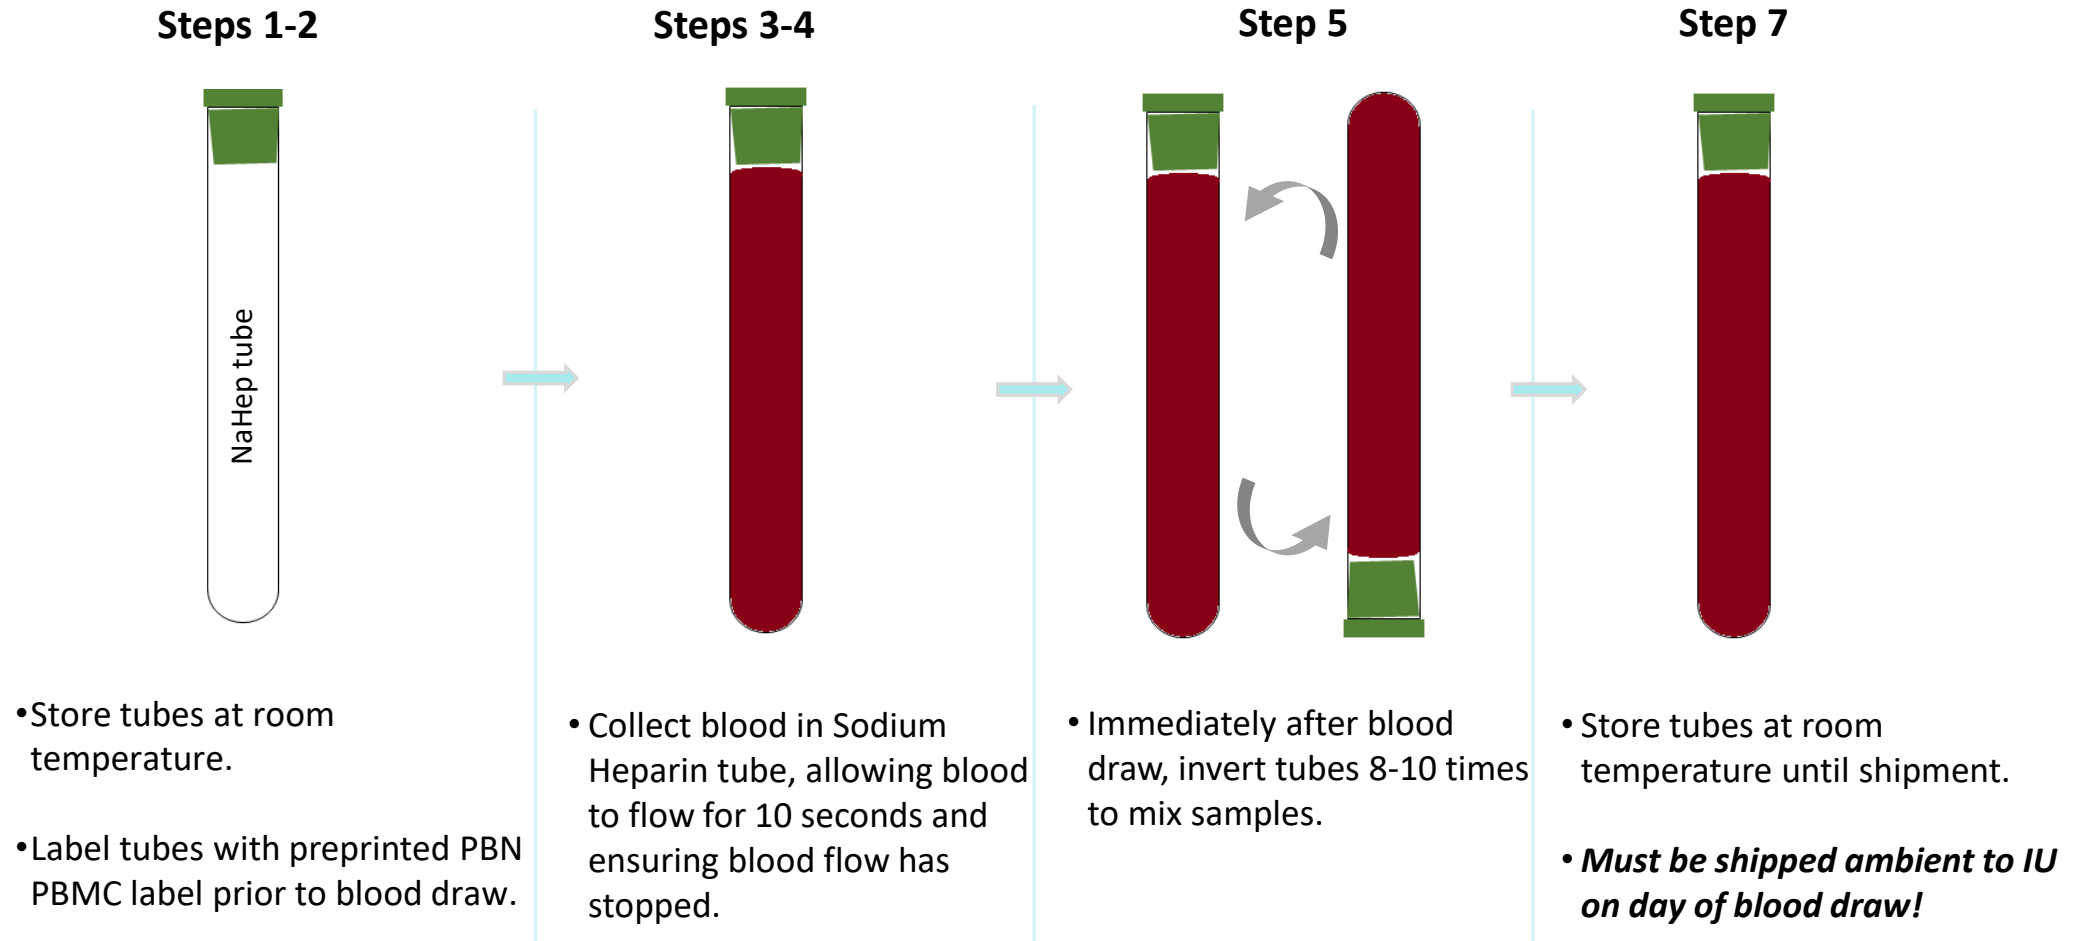 Steps 1-2
NaHep tube
•Store tubes at room
temperature.
•Label tubes with preprinted PBN
PBMC label prior to blood draw.
Steps 3-4
• Collect blood in Sodium
Heparin tube, allowing blood
to flow for 10 seconds and
ensuring blood flow has
stopped.
Step 5
• Immediately after blood
draw, invert tubes 8-10 times
to mix samples.
Step 7
• Store tubes at room
temperature until shipment.
• Must be shipped ambient to IU
on day of blood draw!